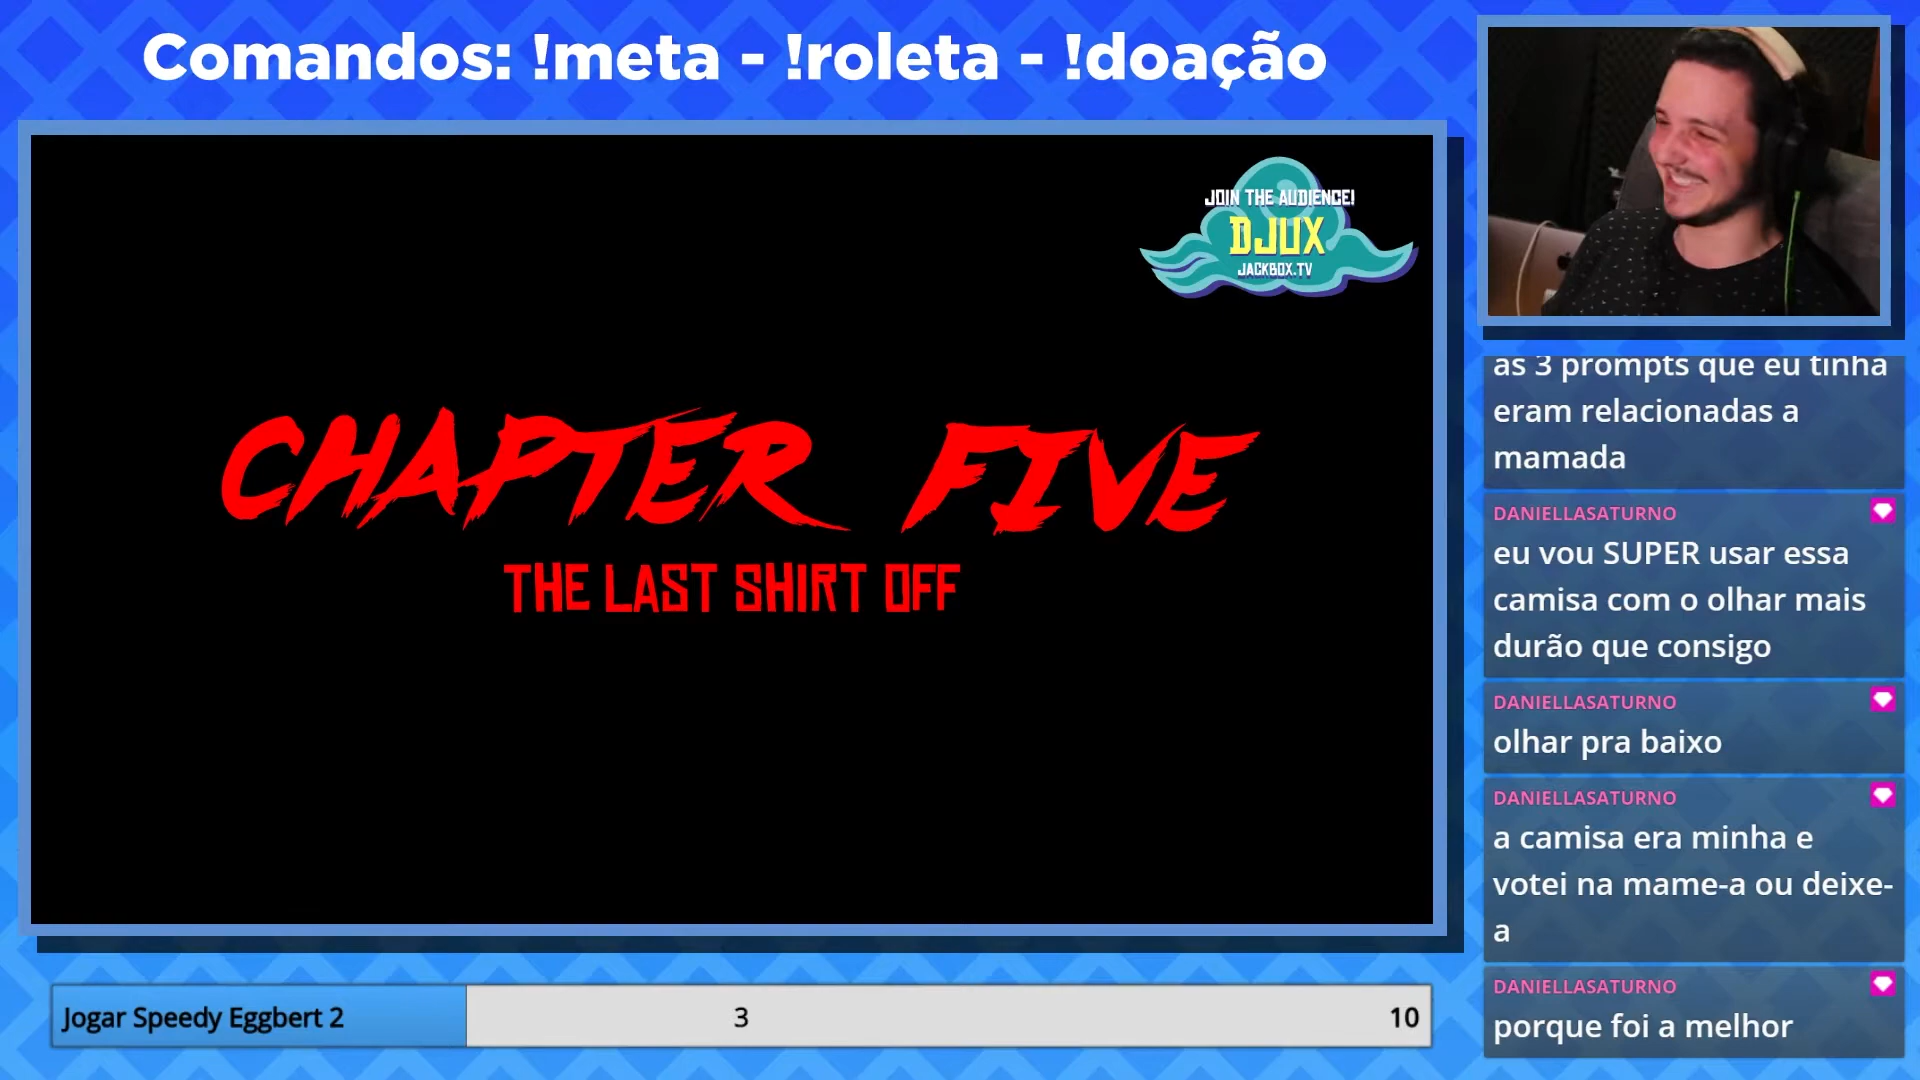 Comandos: !meta - !roleta - !doação
JOIN THE AUDIENCE!
DJUX
JACKBOX.TV
CHAPTER FIVE
THE LAST SHIRT OFF
as 3 prompts que eu tinha
eram relacionadas a
mamada
DANIELLASATURNO
eu vou SUPER usar essa
camisa com o olhar mais
durão que consigo
DANIELLASATURNO
olhar pra baixo
DANIELLASATURNO
a camisa era minha e
votei na mame-a ou deixe-
a
DANIELLASATURNO
porque foi a melhor
Jogar Speedy Eggbert 2 3 10